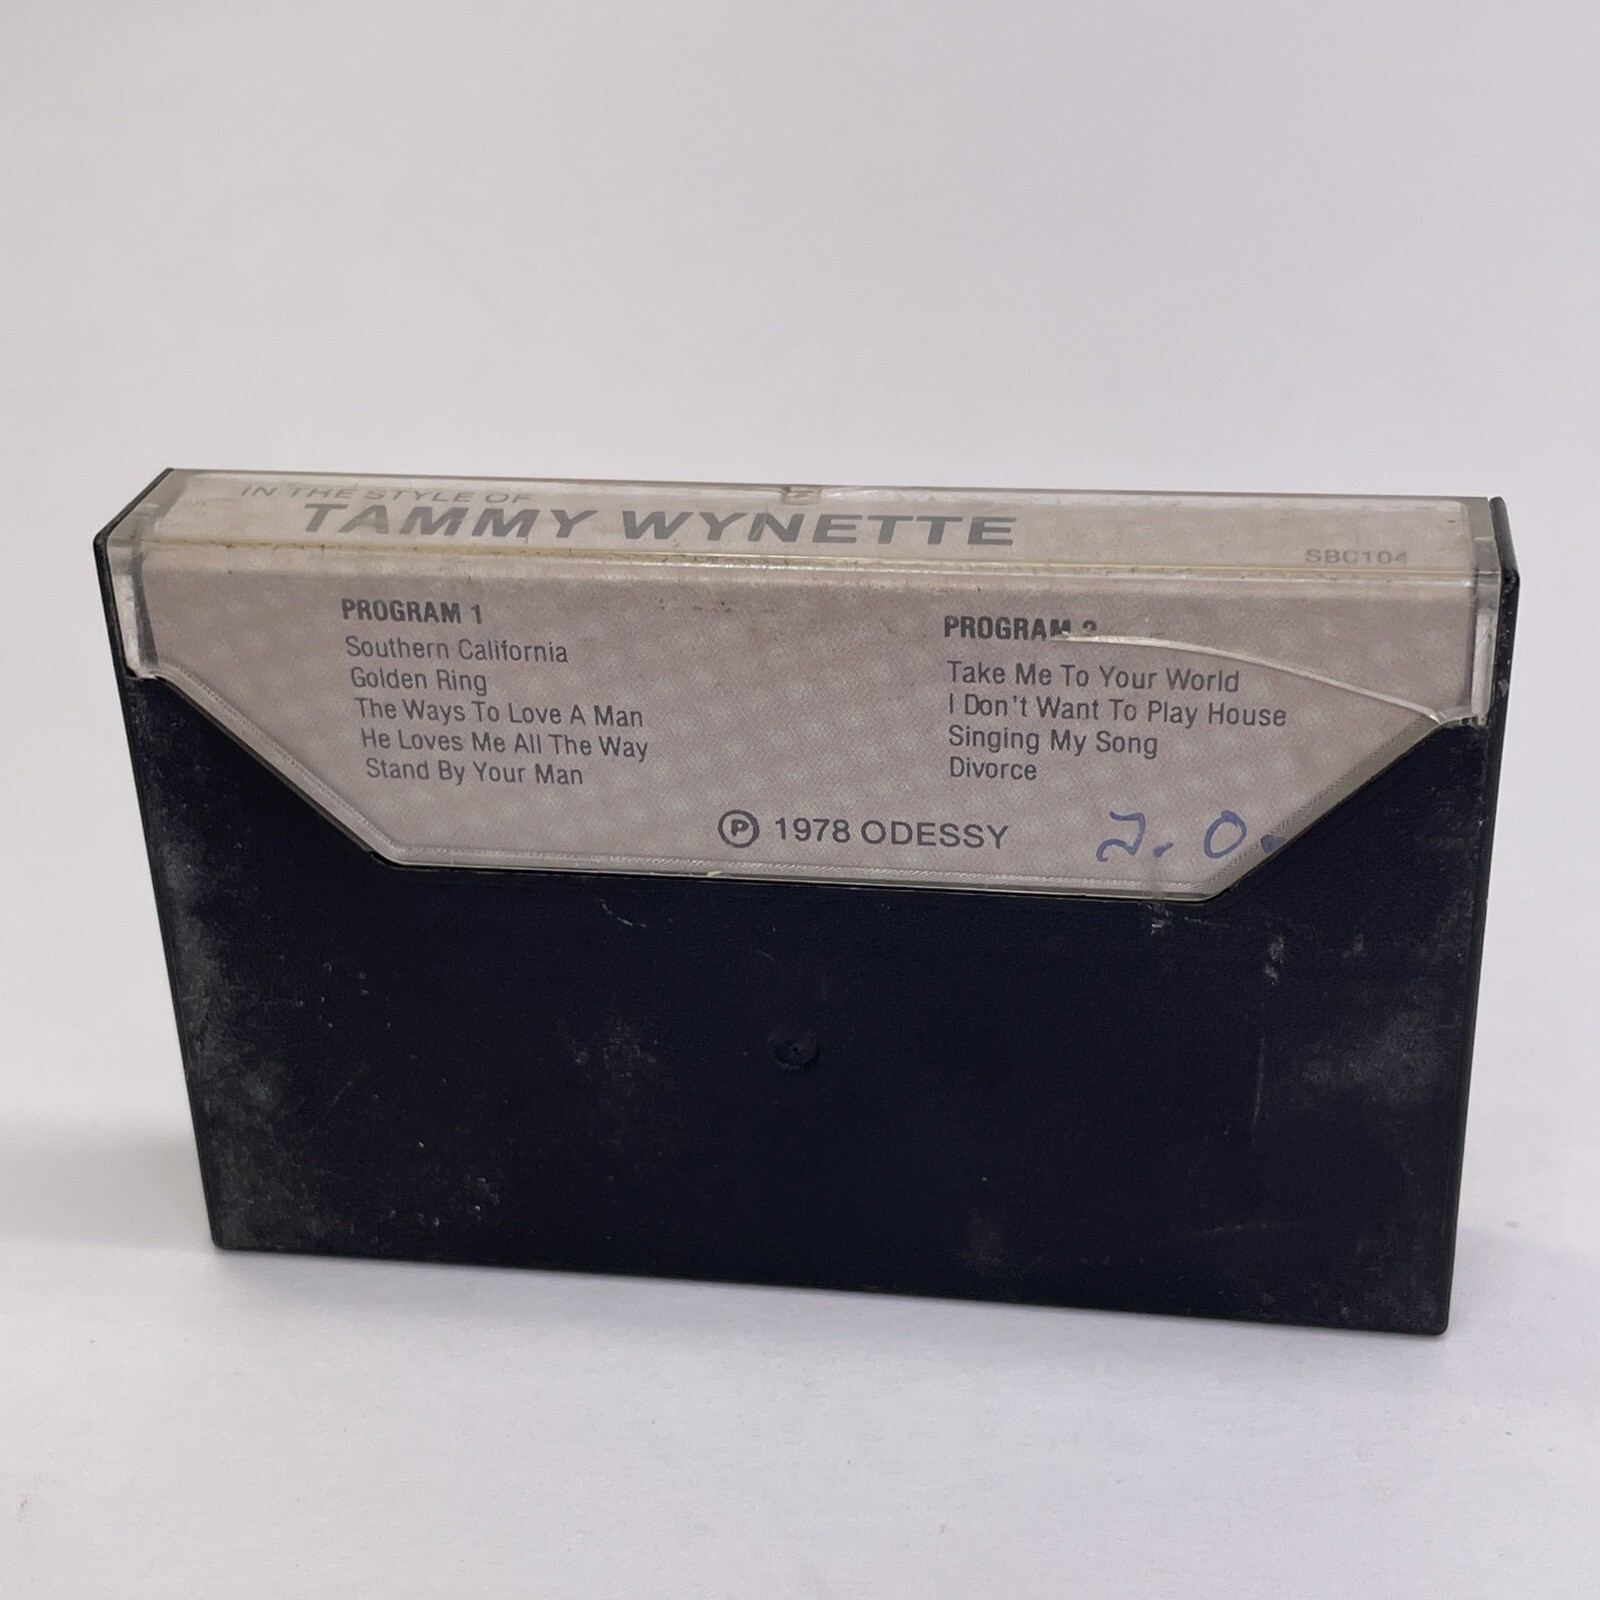 IN THE STYLE OF
TAMMY WYNETTE
SBC104
PROGRAM 1
Southern California
Golden Ring
The Ways To Love A Man
He Loves Me All The Way
Stand By Your Man
PROGRAM 2
Take Me To Your World
I Don't Want To Play House
Singing My Song
Divorce
Ⓟ 1978 ODESSY